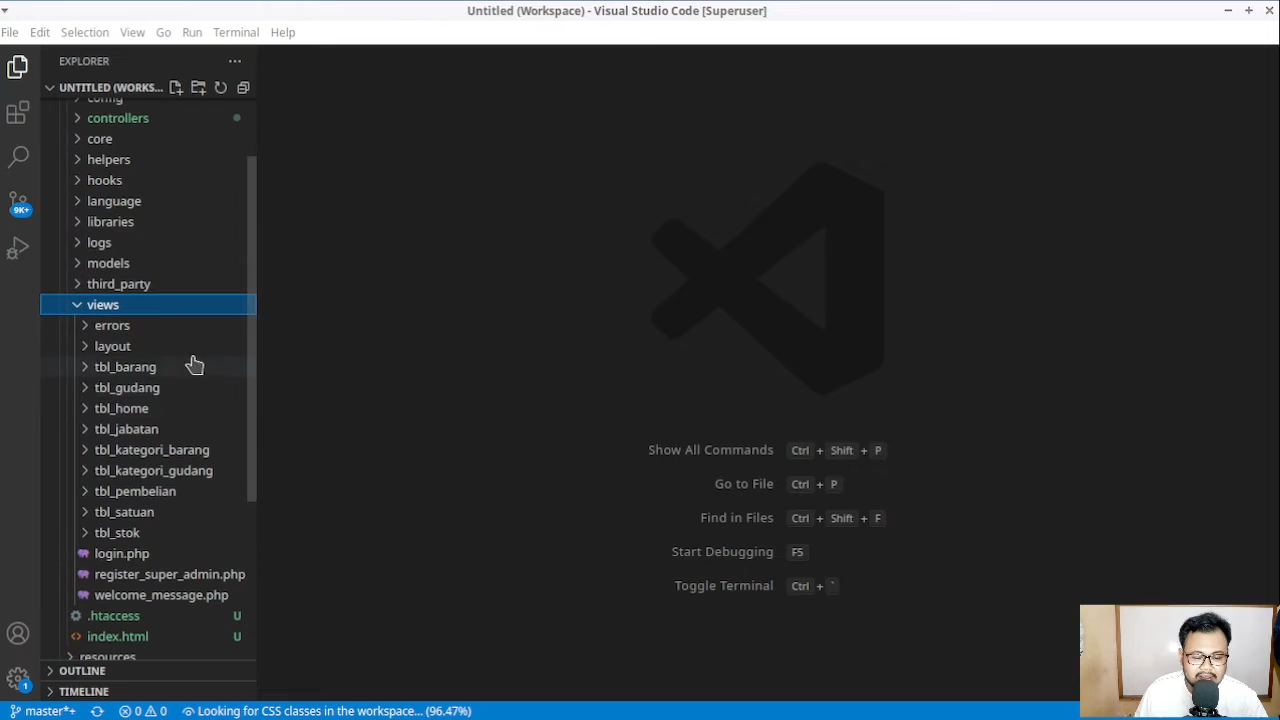 Untitled (Workspace) - Visual Studio Code [Superuser]
File Edit Selection View Go Run Terminal Help
EXPLORER
UNTITLED (WORKS...
config
controllers
core
helpers
hooks
language
libraries
logs
models
third_party
views
errors
layout
tbl_barang
tbl_gudang
tbl_home
tbl_jabatan
tbl_kategori_barang
tbl_kategori_gudang
tbl_pembelian
tbl_satuan
tbl_stok
login.php
register_super_admin.php
welcome_message.php
.htaccess U
index.html U
resources
OUTLINE
TIMELINE
9K+
1
Show All Commands Ctrl + Shift + P
Go to File Ctrl + P
Find in Files Ctrl + Shift + F
Start Debugging F5
Toggle Terminal Ctrl + `
master*+ 0 0 Looking for CSS classes in the workspace... (96.47%)